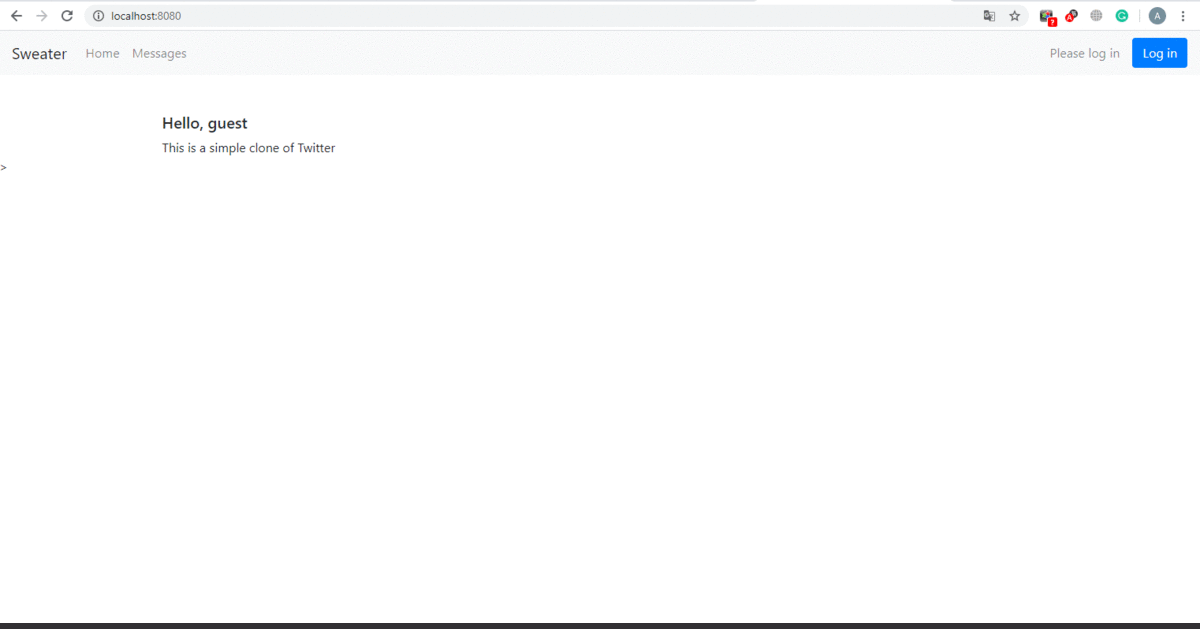 localhost:8080
Sweater Home Messages Please log in Log in
Hello, guest
This is a simple clone of Twitter
>